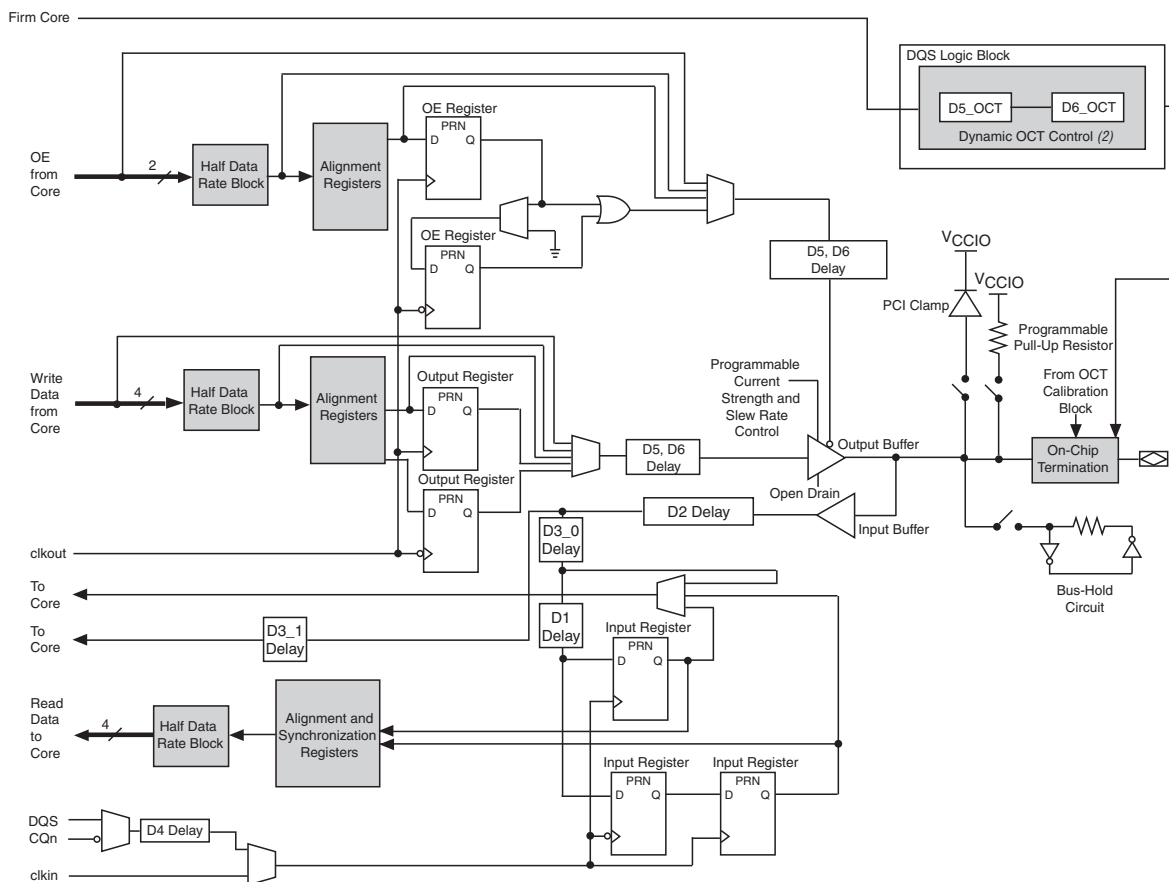 Firm Core
DQS Logic Block
D5_OCT
D6_OCT
Dynamic OCT Control (2)
OE Register
PRN
D
Q
OE
from
Core
2
Half Data
Rate Block
Alignment
Registers
OE Register
PRN
D
Q
D5, D6
Delay
VCCIO
VCCIO
PCI Clamp
Programmable
Pull-Up Resistor
From OCT
Calibration
Block
On-Chip
Termination
Write
Data
from
Core
4
Half Data
Rate Block
Alignment
Registers
Output Register
PRN
D
Q
Output Register
PRN
D
Q
D5, D6
Delay
Programmable
Current
Strength and
Slew Rate
Control
Output Buffer
Open Drain
Input Buffer
D2 Delay
D3_0
Delay
clkout
To
Core
D1
Delay
To
Core
D3_1
Delay
Bus-Hold
Circuit
Input Register
PRN
D
Q
Read
Data
to
Core
4
Half Data
Rate Block
Alignment and
Synchronization
Registers
Input Register
PRN
D
Q
Input Register
PRN
D
Q
DQS
CQn
D4 Delay
clkin